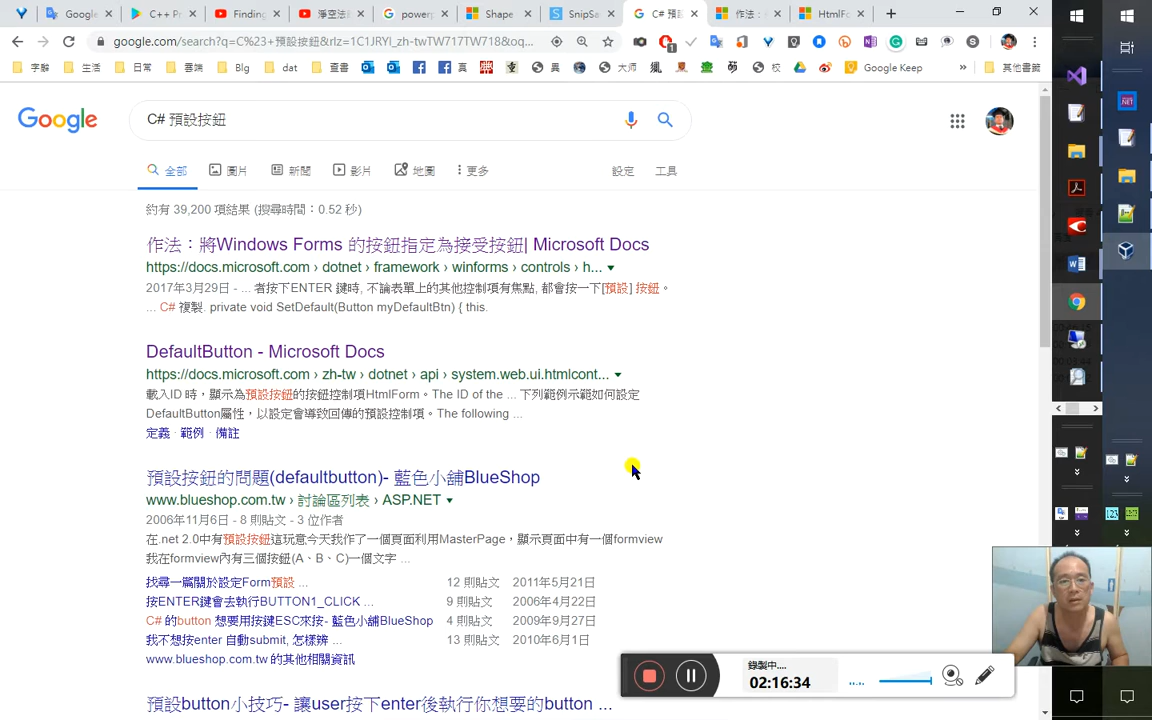 Google
C++ P
Finding
淨空法
powerp
Shape
SnipSa
C# 預
作法：
HtmlFo
google.com/search?q=C%23+預設按鈕&rlz=1C1JRYI_zh-twTW717TW718&oq...
字辭
生活
日常
雲端
Blg
dat
查書
真
異
大師
校
Google Keep
»
其他書籤
Google
C# 預設按鈕
全部
圖片
新聞
影片
地圖
更多
設定
工具
約有 39,200 項結果 (搜尋時間：0.52 秒)
作法：將Windows Forms 的按鈕指定為接受按鈕| Microsoft Docs
https://docs.microsoft.com › dotnet › framework › winforms › controls › h...
2017年3月29日 - ... 者按下ENTER 鍵時, 不論表單上的其他控制項有焦點, 都會按一下[預設] 按鈕。
... C# 複製. private void SetDefault(Button myDefaultBtn) { this.
DefaultButton - Microsoft Docs
https://docs.microsoft.com › zh-tw › dotnet › api › system.web.ui.htmlcont...
載入ID 時，顯示為預設按鈕的按鈕控制項HtmlForm。The ID of the ... 下列範例示範如何設定
DefaultButton屬性，以設定會導致回傳的預設控制項。The following ...
定義 · 範例 · 備註
預設按鈕的問題(defaultbutton)- 藍色小舖BlueShop
www.blueshop.com.tw › 討論區列表 › ASP.NET
2006年11月6日 - 8 則貼文 - 3 位作者
在.net 2.0中有預設按鈕這玩意今天我作了一個頁面利用MasterPage，顯示頁面中有一個formview
我在formview內有三個按鈕(A、B、C)一個文字 ...
找尋一篇關於設定Form預設 ...
12 則貼文
2011年5月21日
按ENTER鍵會去執行BUTTON1_CLICK ...
9 則貼文
2006年4月22日
C# 的button 想要用按鍵ESC來按- 藍色小舖BlueShop
4 則貼文
2009年9月27日
我不想按enter 自動submit, 怎樣辨 ...
13 則貼文
2010年6月1日
www.blueshop.com.tw 的其他相關資訊
預設button小技巧- 讓user按下enter後執行你想要的button ...
錄製中....
02:16:34